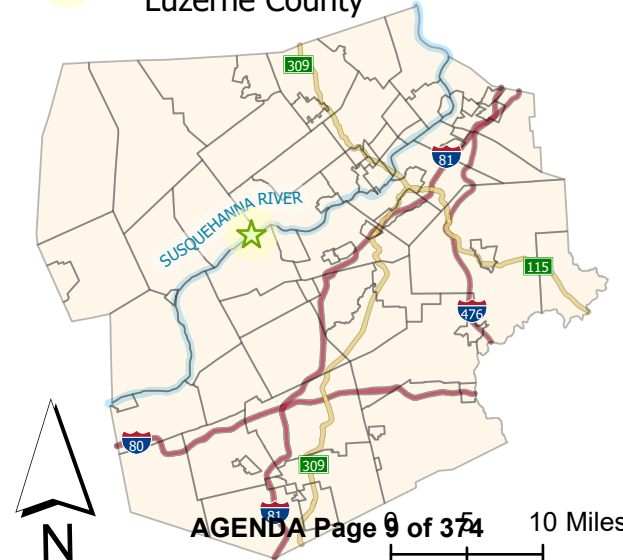 Luzerne County
309
81
SUSQUEHANNA RIVER
115
476
80
309
81
AGENDA Page 9 of 374
0 5 10 Miles
N